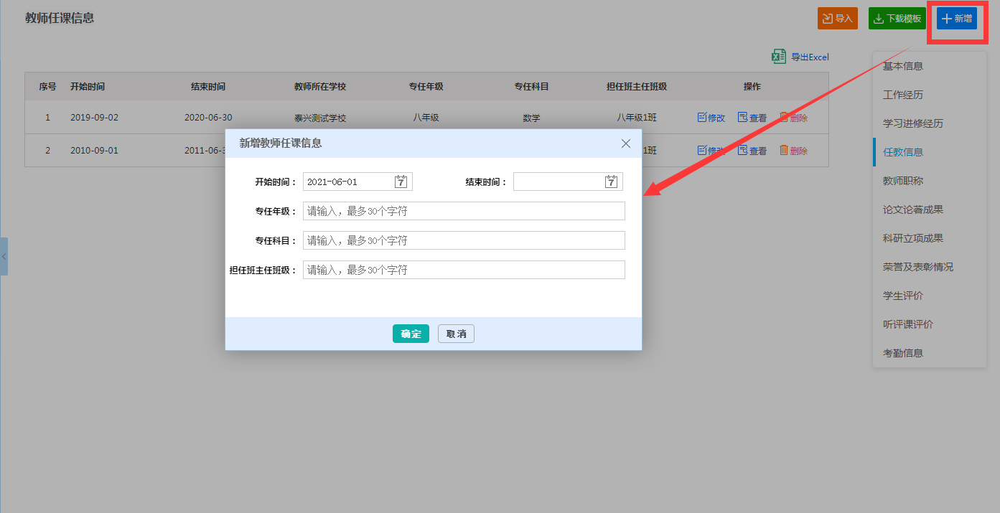 教师任课信息
导入
下载模板
新增
导出Excel
序号 开始时间 结束时间 教师所在学校 专任年级 专任科目 担任班主任班级 操作
1 2019-09-02 2020-06-30 泰兴测试学校 八年级 数学 八年级1班 修改 查看 删除
2 2010-09-01 2011-06-3 1班 修改 查看 删除
新增教师任课信息
开始时间： 2021-06-01 7 结束时间： 7
专任年级： 请输入，最多30个字符
专任科目： 请输入，最多30个字符
担任班主任班级： 请输入，最多30个字符
确定 取消
基本信息
工作经历
学习进修经历
任教信息
教师职称
论文论著成果
科研立项成果
荣誉及表彰情况
学生评价
听评课评价
考勤信息